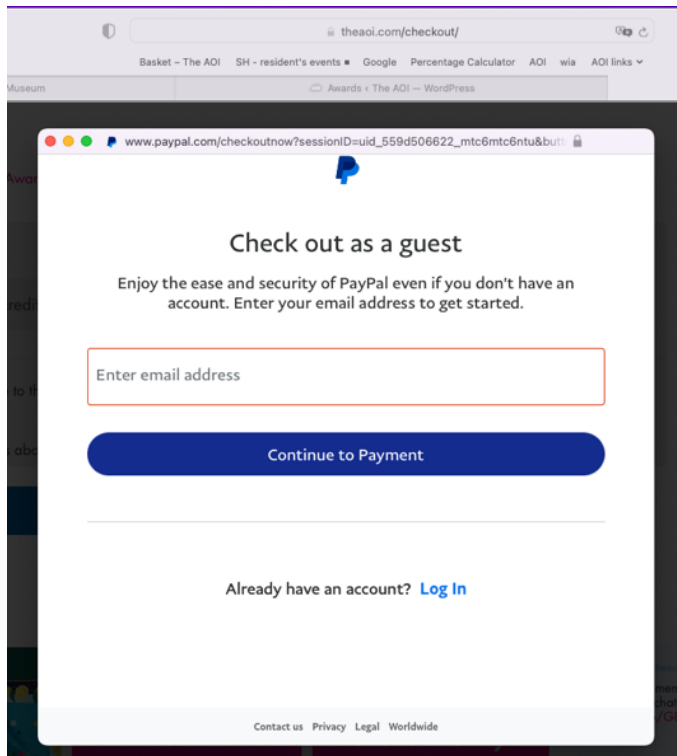 theaoi.com/checkout/
Basket – The AOI SH - resident's events Google Percentage Calculator AOI wia AOI links
Museum Awards ‹ The AOI — WordPress
www.paypal.com/checkoutnow?sessionID=uid_559d506622_mtc6mtc6ntu&butt
Check out as a guest
Enjoy the ease and security of PayPal even if you don't have an
account. Enter your email address to get started.
Enter email address
Continue to Payment
Already have an account? Log In
Contact us Privacy Legal Worldwide